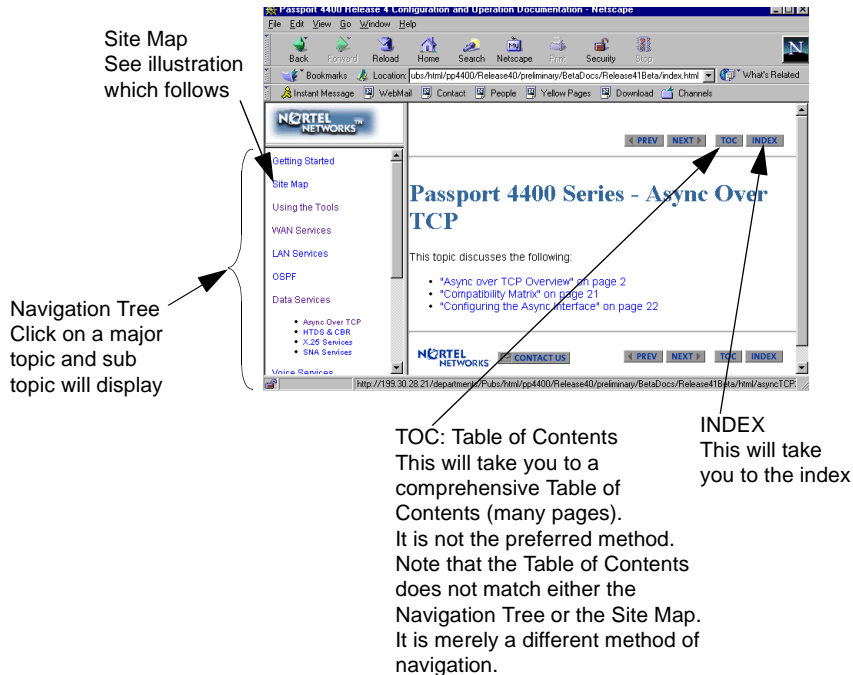 Passport 4400 Release 4 Configuration and Operation Documentation - Netscape
File Edit View Go Window Help
Back Forward Reload Home Search Netscape Print Security Stop
Bookmarks Location: ubs/html/pp4400/Release40/preliminary/BetaDocs/Release41Beta/index.html What's Related
Instant Message WebMail Contact People Yellow Pages Download Channels
Site Map
See illustration
which follows
NORTEL
NETWORKS™
PREV NEXT TOC INDEX
Getting Started
Site Map
Using the Tools
WAN Services
LAN Services
OSPF
Data Services
• Async Over TCP
• HTDS & CBR
• X.25 Services
• SNA Services
Voice Services
Passport 4400 Series - Async Over
TCP
This topic discusses the following:
• "Async over TCP Overview" on page 2
• "Compatibility Matrix" on page 21
• "Configuring the Async Interface" on page 22
NORTEL
NETWORKS
CONTACT US
PREV NEXT TOC INDEX
http://199.30.28.21/departments/Pubs/html/pp4400/Release40/preliminary/BetaDocs/Release41Beta/html/asyncTCP
Navigation Tree
Click on a major
topic and sub
topic will display
TOC: Table of Contents
This will take you to a
comprehensive Table of
Contents (many pages).
It is not the preferred method.
Note that the Table of Contents
does not match either the
Navigation Tree or the Site Map.
It is merely a different method of
navigation.
INDEX
This will take
you to the index